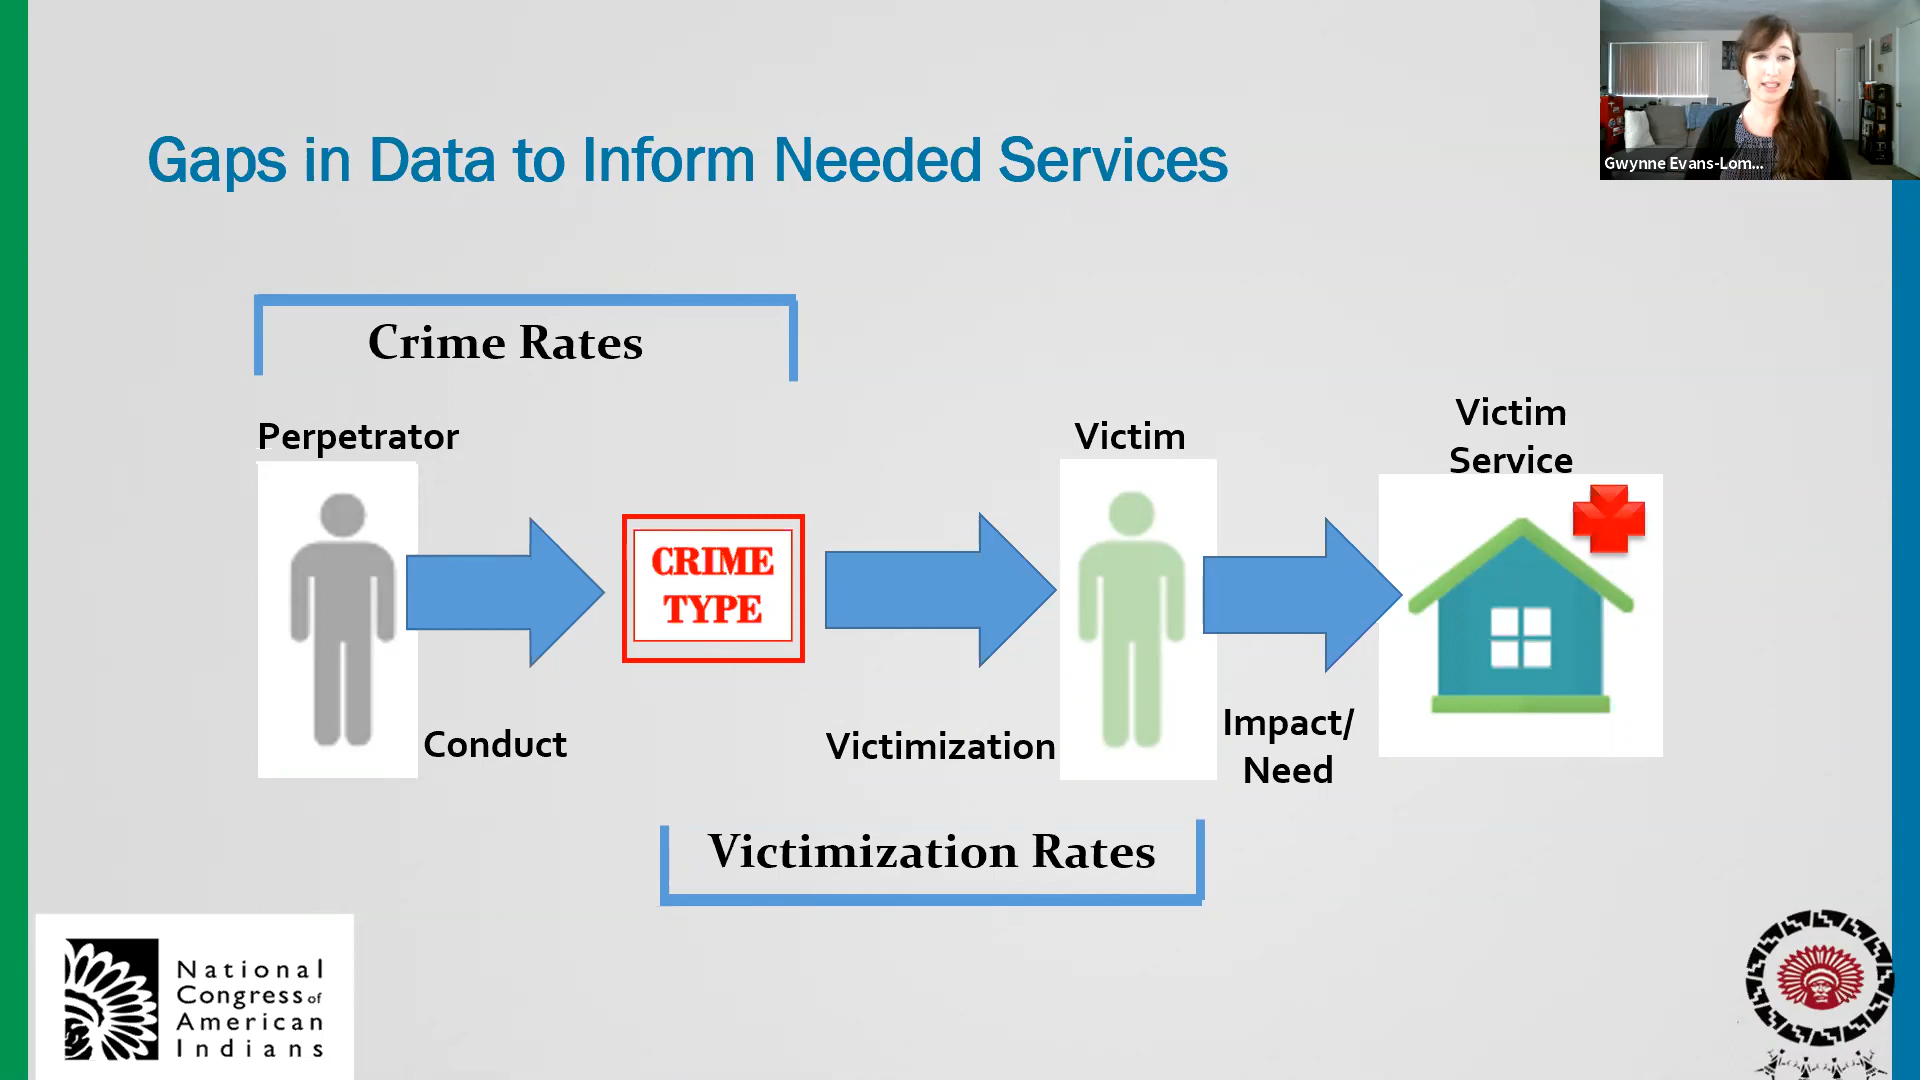 Gwynne Evans-Lom...
Gaps in Data to Inform Needed Services
Crime Rates
Perpetrator
Victim
Victim
Service
CRIME
TYPE
Conduct
Victimization
Impact/
Need
Victimization Rates
National
Congress of
American
Indians